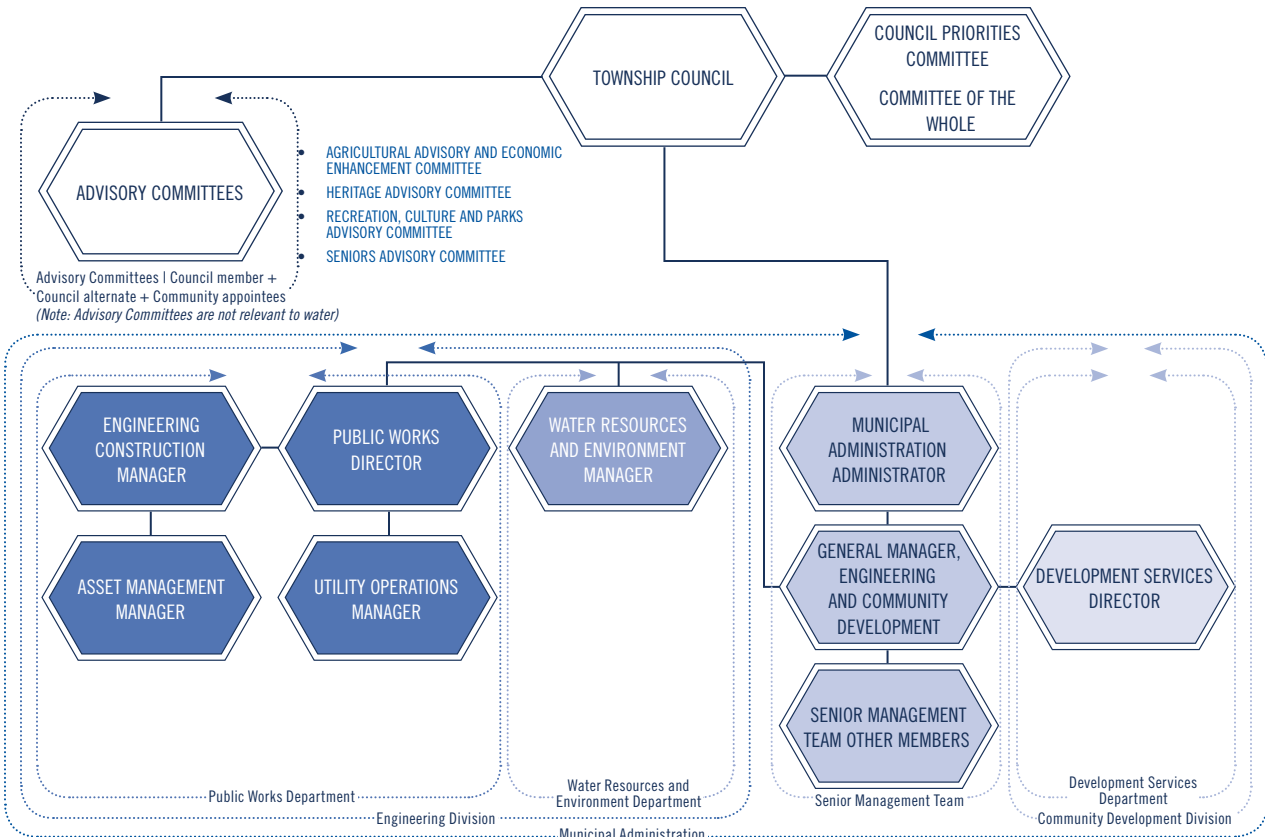 TOWNSHIP COUNCIL
COUNCIL PRIORITIES
COMMITTEE
COMMITTEE OF THE
WHOLE
ADVISORY COMMITTEES
• AGRICULTURAL ADVISORY AND ECONOMIC
ENHANCEMENT COMMITTEE
• HERITAGE ADVISORY COMMITTEE
• RECREATION, CULTURE AND PARKS
ADVISORY COMMITTEE
• SENIORS ADVISORY COMMITTEE
Advisory Committees | Council member +
Council alternate + Community appointees
(Note: Advisory Committees are not relevant to water)
ENGINEERING
CONSTRUCTION
MANAGER
PUBLIC WORKS
DIRECTOR
WATER RESOURCES
AND ENVIRONMENT
MANAGER
MUNICIPAL
ADMINISTRATION
ADMINISTRATOR
ASSET MANAGEMENT
MANAGER
UTILITY OPERATIONS
MANAGER
GENERAL MANAGER,
ENGINEERING
AND COMMUNITY
DEVELOPMENT
DEVELOPMENT SERVICES
DIRECTOR
SENIOR MANAGEMENT
TEAM OTHER MEMBERS
Public Works Department
Water Resources and
Environment Department
Senior Management Team
Development Services
Department
Engineering Division
Community Development Division
Municipal Administration